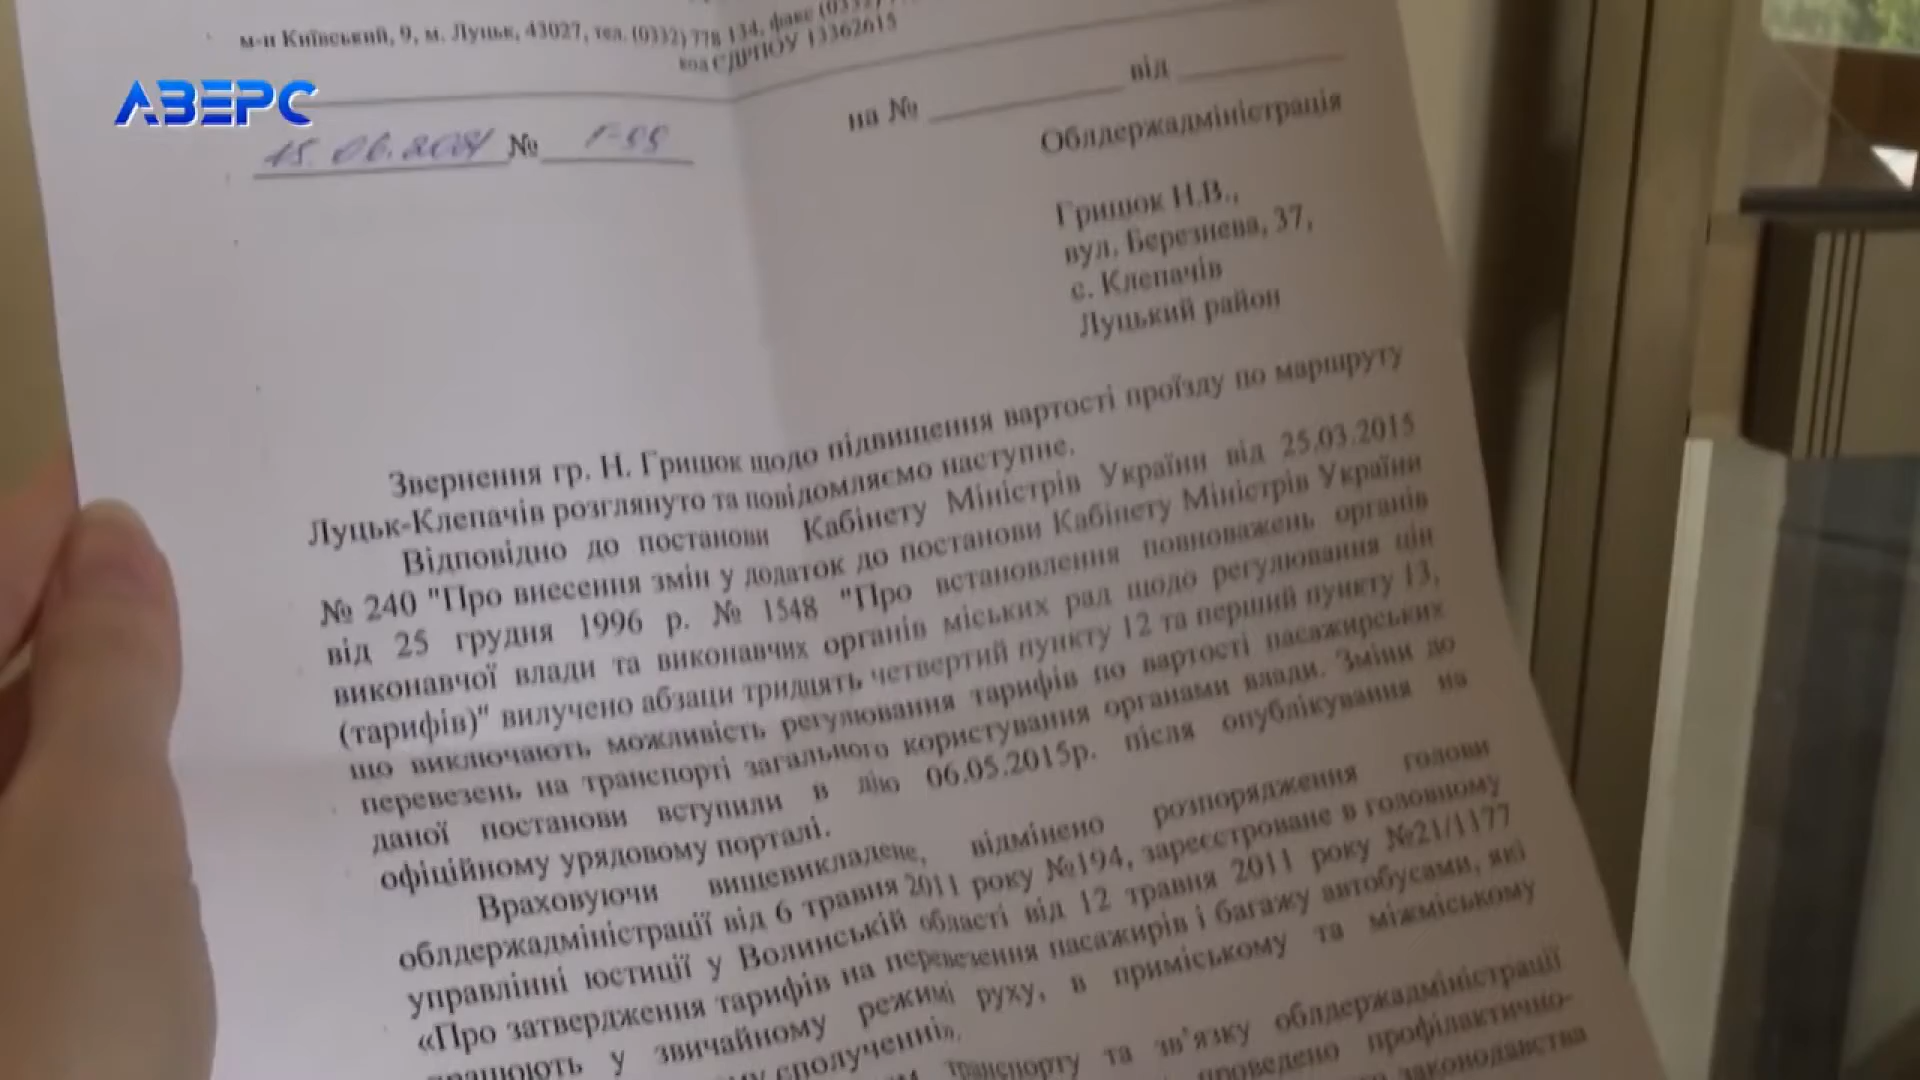 м-н Київський, 9, м. Луцьк, 43027, тел. (0332) 778 134, факс (0332)
код ЄДРПОУ 13362615
АВЕРС
15.06.2021 № Г-99
на № від
Облдержадміністрація
Гришюк Н.В.,
вул. Березнева, 37,
с. Клепачів
Луцький район
Звернення гр. Н. Гришюк щодо підвищення вартості проїзду по маршруту
Луцьк-Клепачів розглянуто та повідомляємо наступне.
Відповідно до постанови Кабінету Міністрів України від 25.03.2015
№ 240 "Про внесення змін у додаток до постанови Кабінету Міністрів України
від 25 грудня 1996 р. № 1548 "Про встановлення повноважень органів
виконавчої влади та виконавчих органів міських рад щодо регулювання цін
(тарифів)" вилучено абзаци тридцять четвертий пункту 12 та перший пункту 13,
що виключають можливість регулювання тарифів по вартості пасажирських
перевезень на транспорті загального користування органами влади. Зміни до
даної постанови вступили в дію 06.05.2015р. після опублікування на
офіційному урядовому порталі.
Враховуючи вищевикладене, відмінено розпорядження голови
облдержадміністрації від 6 травня 2011 року №194, зареєстроване в головному
управлінні юстиції у Волинській області від 12 травня 2011 року №21/1177
«Про затвердження тарифів на перевезення пасажирів і багажу автобусами, які
працюють у звичайному режимі руху, в приміському та міжміському
сполученні».
транспорту та зв'язку облдержадміністрації
проведено профілактично-
законодавства